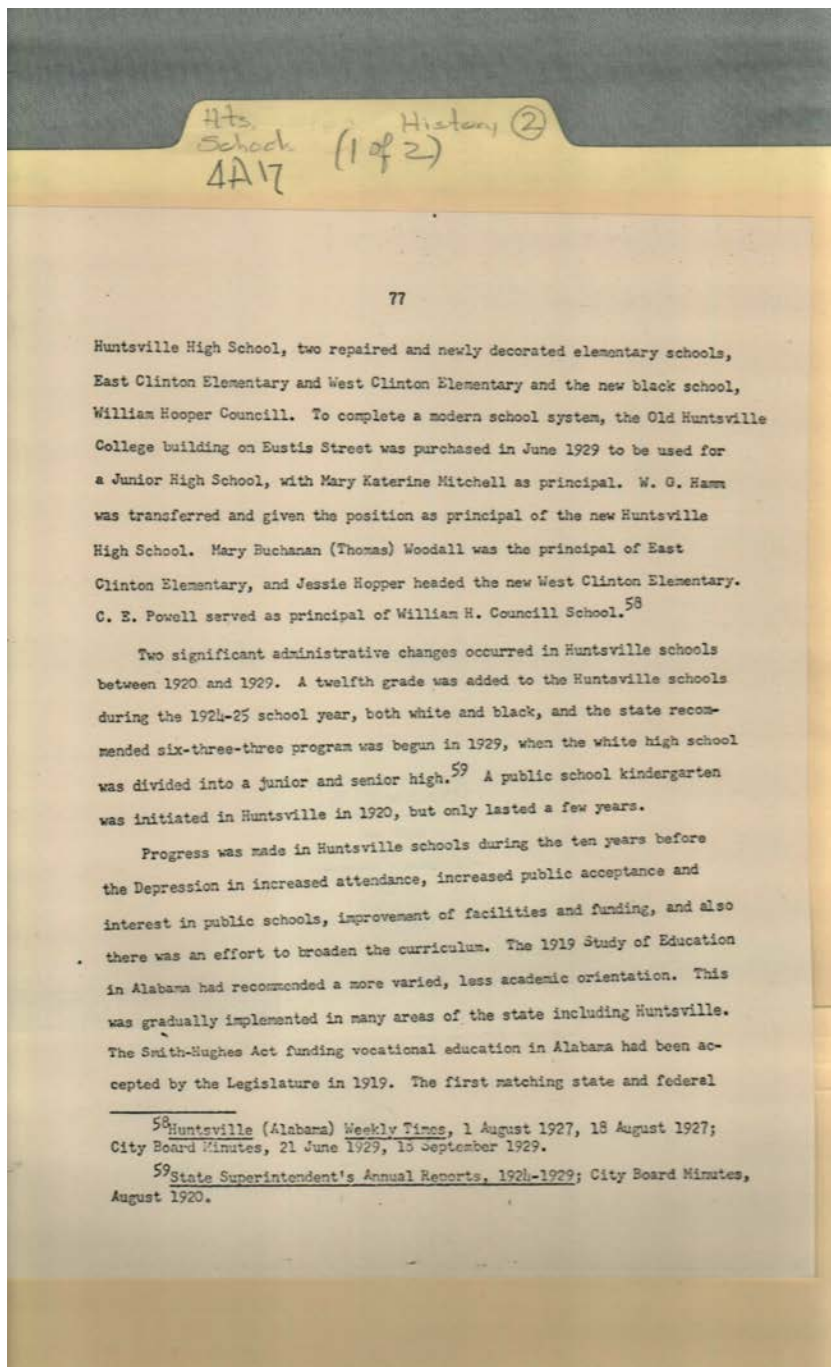 Hts. History ②
School (1 of 2)
4A17
77
Huntsville High School, two repaired and newly decorated elementary schools,
East Clinton Elementary and West Clinton Elementary and the new black school,
William Hooper Councill. To complete a modern school system, the Old Huntsville
College building on Eustis Street was purchased in June 1929 to be used for
a Junior High School, with Mary Katerine Mitchell as principal. W. G. Hamm
was transferred and given the position as principal of the new Huntsville
High School. Mary Buchanan (Thomas) Woodall was the principal of East
Clinton Elementary, and Jessie Hopper headed the new West Clinton Elementary.
C. E. Powell served as principal of William H. Councill School.58
Two significant administrative changes occurred in Huntsville schools
between 1920 and 1929. A twelfth grade was added to the Huntsville schools
during the 1924-25 school year, both white and black, and the state recom-
mended six-three-three program was begun in 1929, when the white high school
was divided into a junior and senior high.59 A public school kindergarten
was initiated in Huntsville in 1920, but only lasted a few years.
Progress was made in Huntsville schools during the ten years before
the Depression in increased attendance, increased public acceptance and
interest in public schools, improvement of facilities and funding, and also
there was an effort to broaden the curriculum. The 1919 Study of Education
in Alabama had recommended a more varied, less academic orientation. This
was gradually implemented in many areas of the state including Huntsville.
The Smith-Hughes Act funding vocational education in Alabama had been ac-
cepted by the Legislature in 1919. The first matching state and federal
58Huntsville (Alabama) Weekly Times, 1 August 1927, 18 August 1927;
City Board Minutes, 21 June 1929, 13 September 1929.
59State Superintendent's Annual Reports, 1924-1929; City Board Minutes,
August 1920.